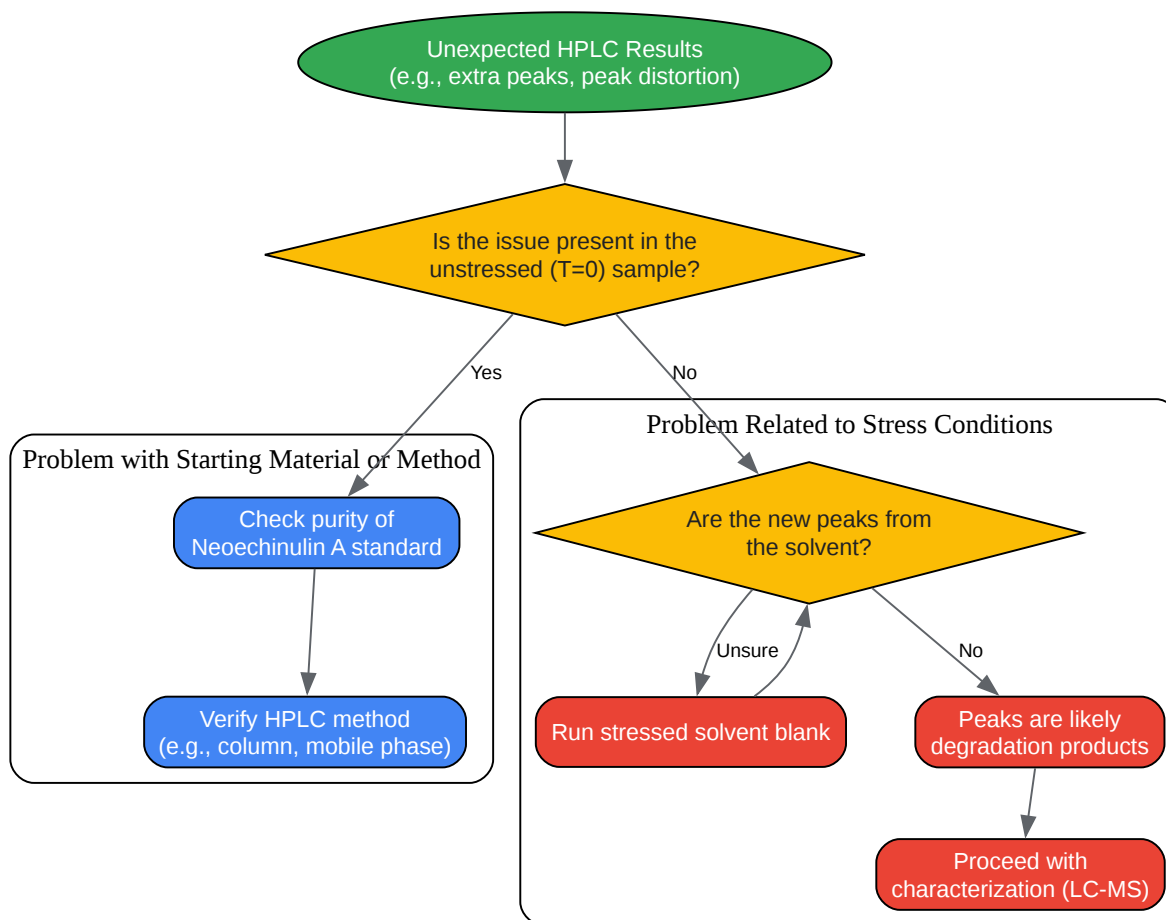 Unexpected HPLC Results
(e.g., extra peaks, peak distortion)
Is the issue present in the
unstressed (T=0) sample?
Yes
No
Problem with Starting Material or Method
Check purity of
Neoechinulin A standard
Verify HPLC method
(e.g., column, mobile phase)
Problem Related to Stress Conditions
Are the new peaks from
the solvent?
Unsure
No
Run stressed solvent blank
Peaks are likely
degradation products
Proceed with
characterization (LC-MS)